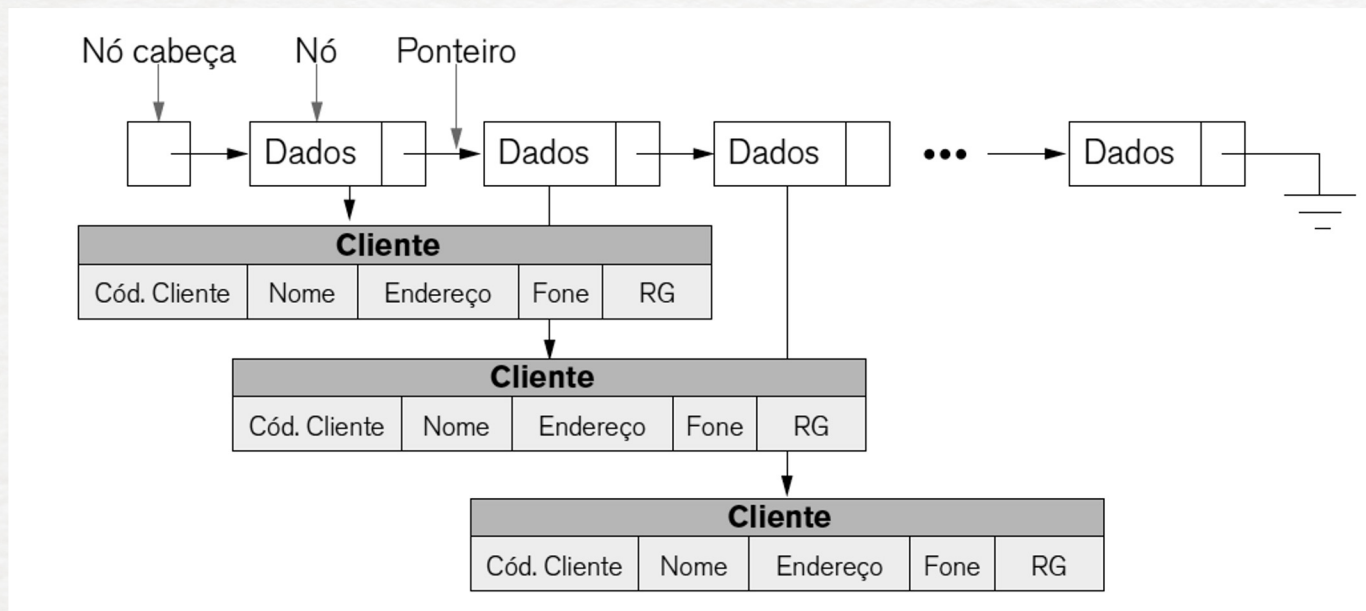 Nó cabeça Nó Ponteiro
Dados Dados Dados ••• Dados
Cliente
Cód. Cliente Nome Endereço Fone RG
Cliente
Cód. Cliente Nome Endereço Fone RG
Cliente
Cód. Cliente Nome Endereço Fone RG